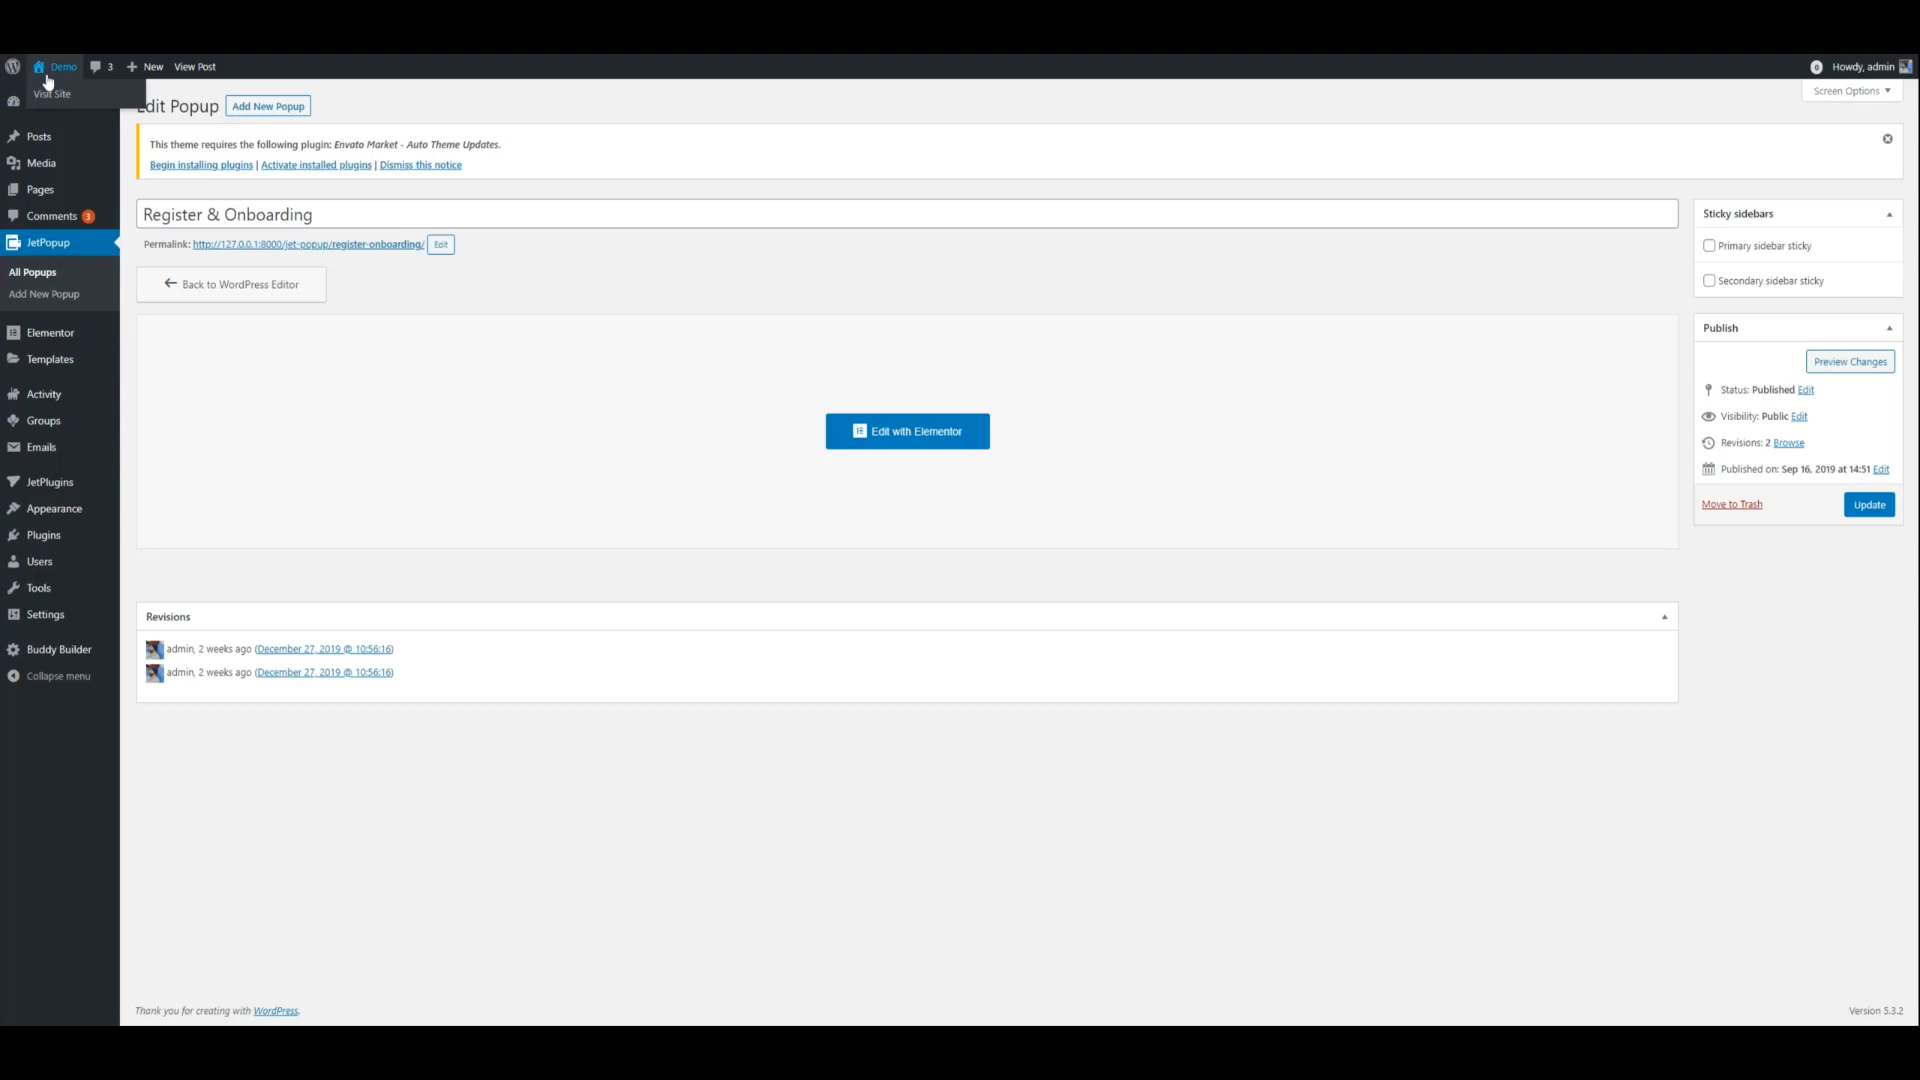 Demo 3 New View Post
0 Howdy, admin
Visit Site
Edit Popup Add New Popup
Screen Options
Posts
Media
Pages
Comments 3
JetPopup
All Popups
Add New Popup
Elementor
Templates
Activity
Groups
Emails
JetPlugins
Appearance
Plugins
Users
Tools
Settings
Buddy Builder
Collapse menu
This theme requires the following plugin: Envato Market - Auto Theme Updates.
Begin installing plugins | Activate installed plugins | Dismiss this notice
Register & Onboarding
Permalink: http://127.0.0.1:8000/jet-popup/register-onboarding/ Edit
Back to WordPress Editor
Edit with Elementor
Revisions
admin, 2 weeks ago (December 27, 2019 @ 10:56:16)
admin, 2 weeks ago (December 27, 2019 @ 10:56:16)
Sticky sidebars
Primary sidebar sticky
Secondary sidebar sticky
Publish
Preview Changes
Status: Published Edit
Visibility: Public Edit
Revisions: 2 Browse
Published on: Sep 16, 2019 at 14:51 Edit
Move to Trash Update
Thank you for creating with WordPress.
Version 5.3.2